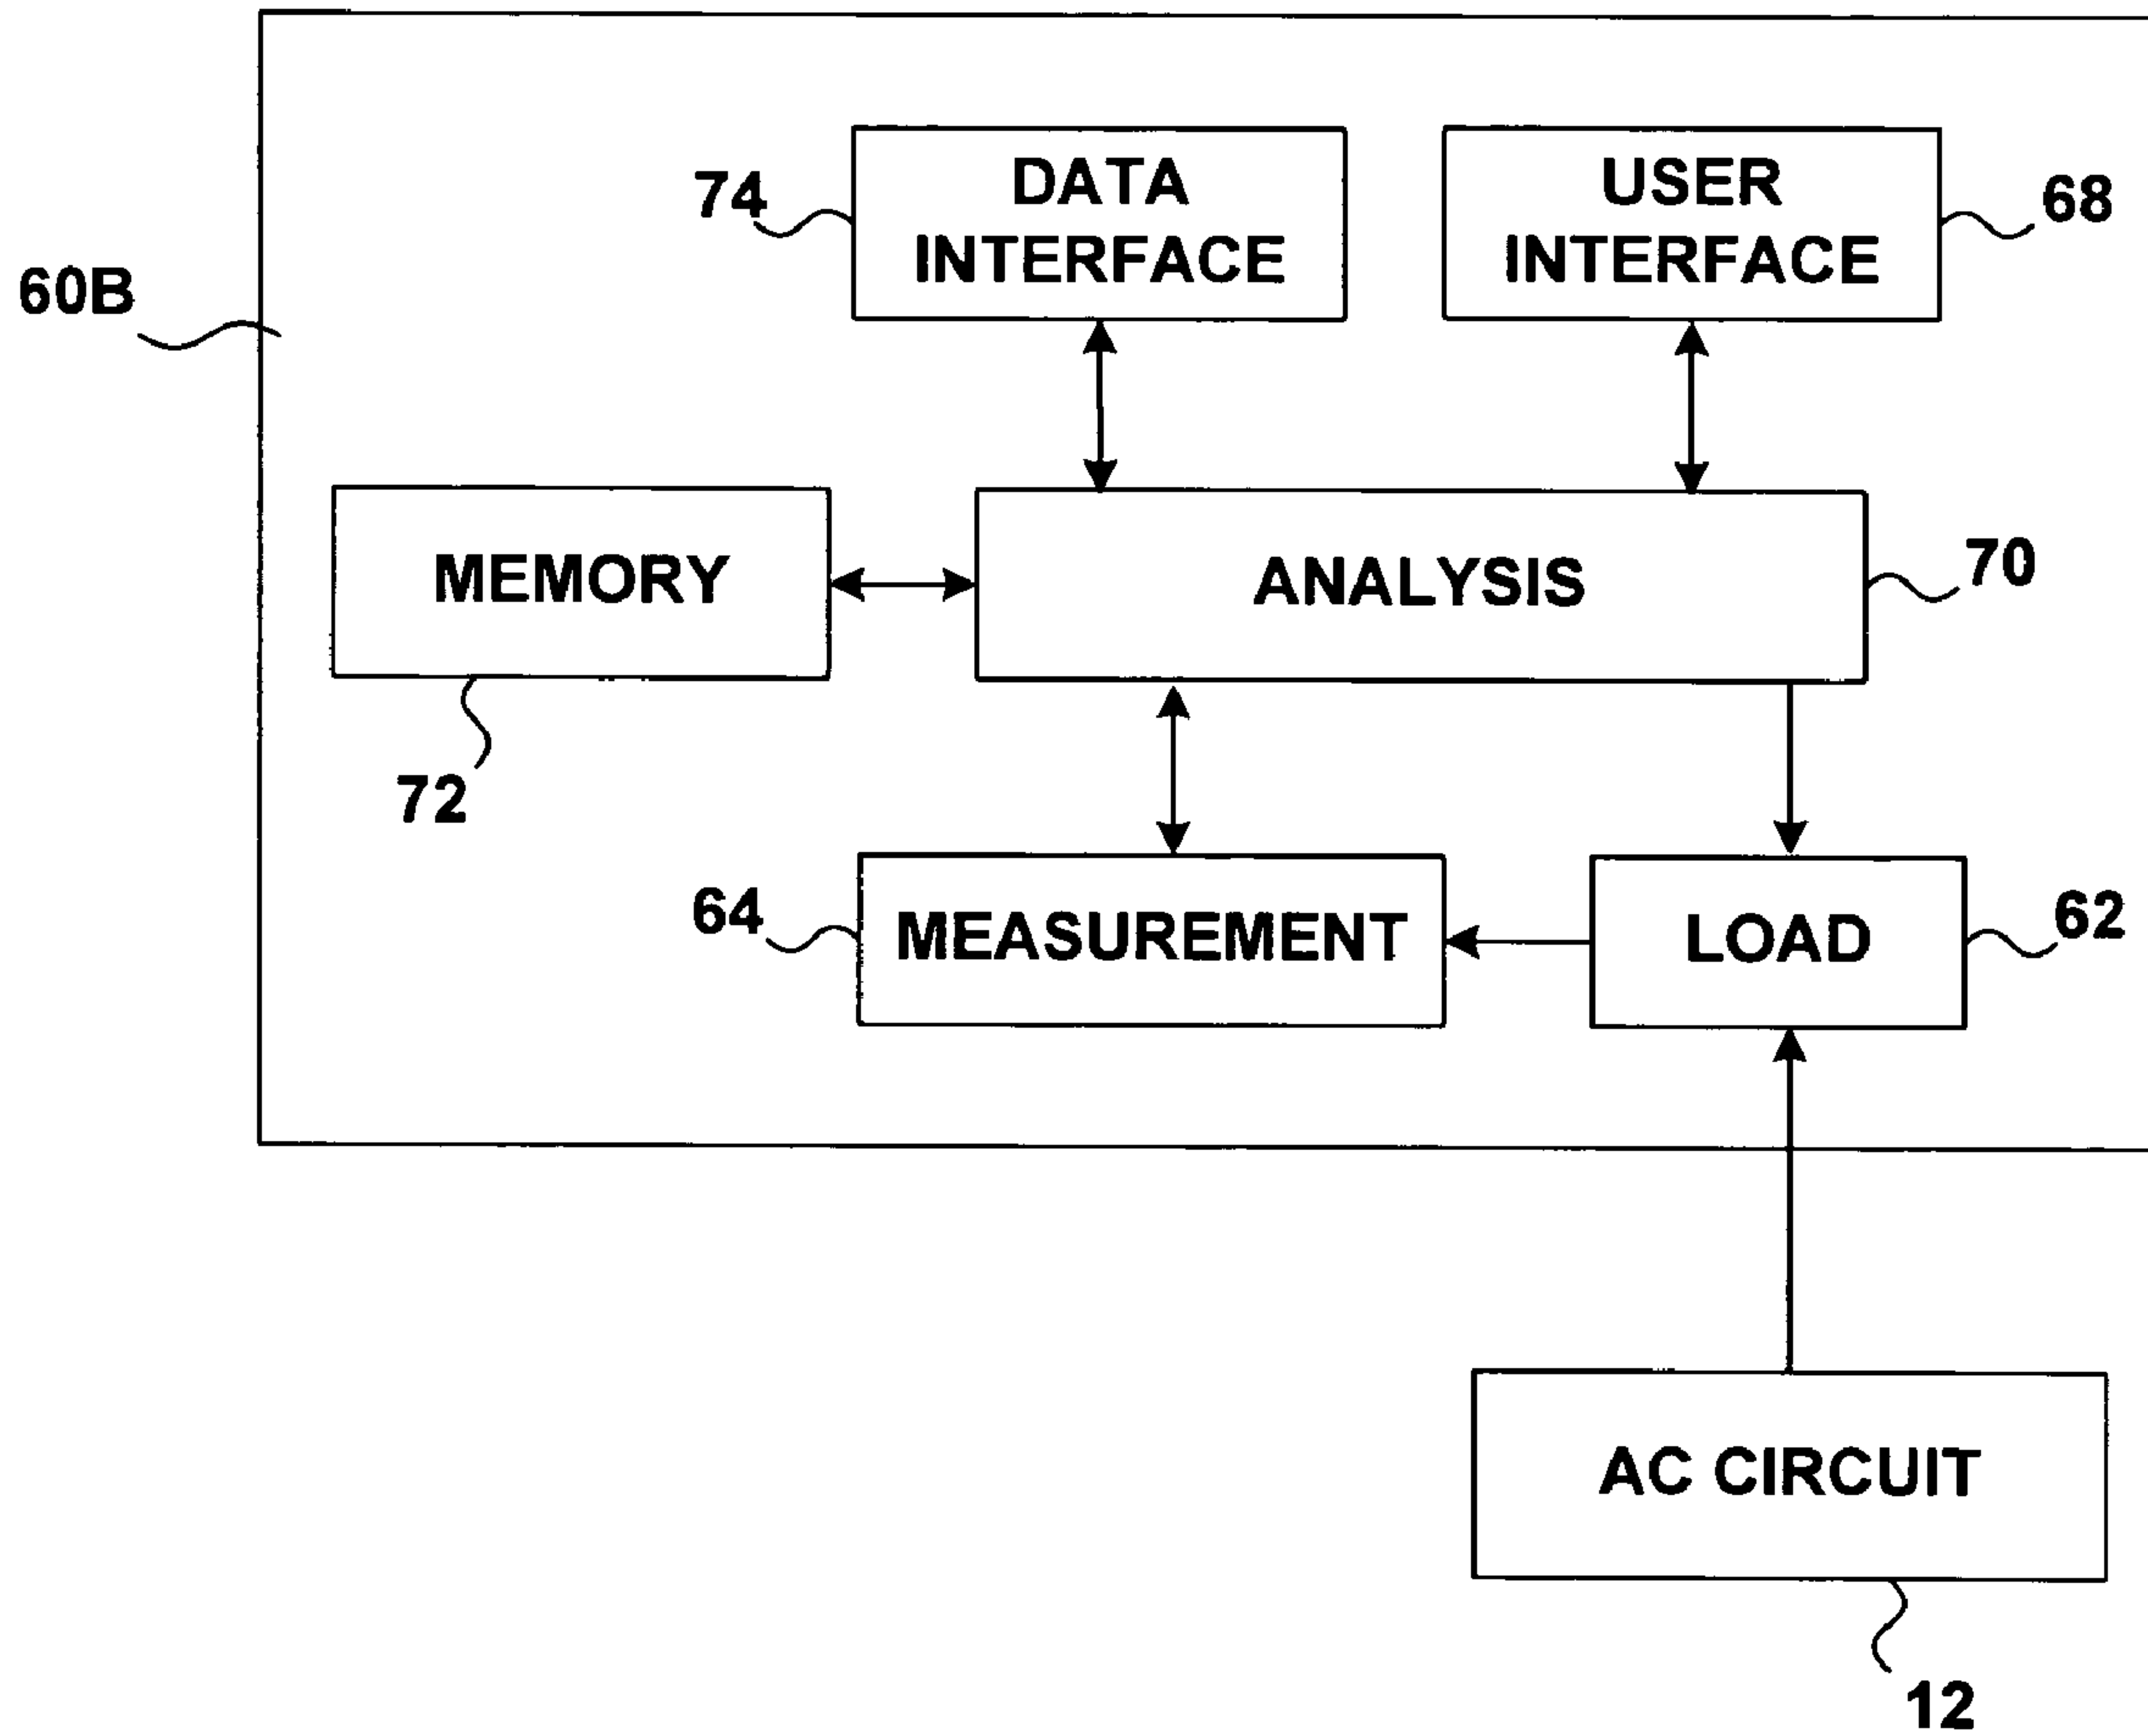 DATA
INTERFACE
USER
INTERFACE
74
68
60B
MEMORY
ANALYSIS
70
72
64
MEASUREMENT
LOAD
62
AC CIRCUIT
12